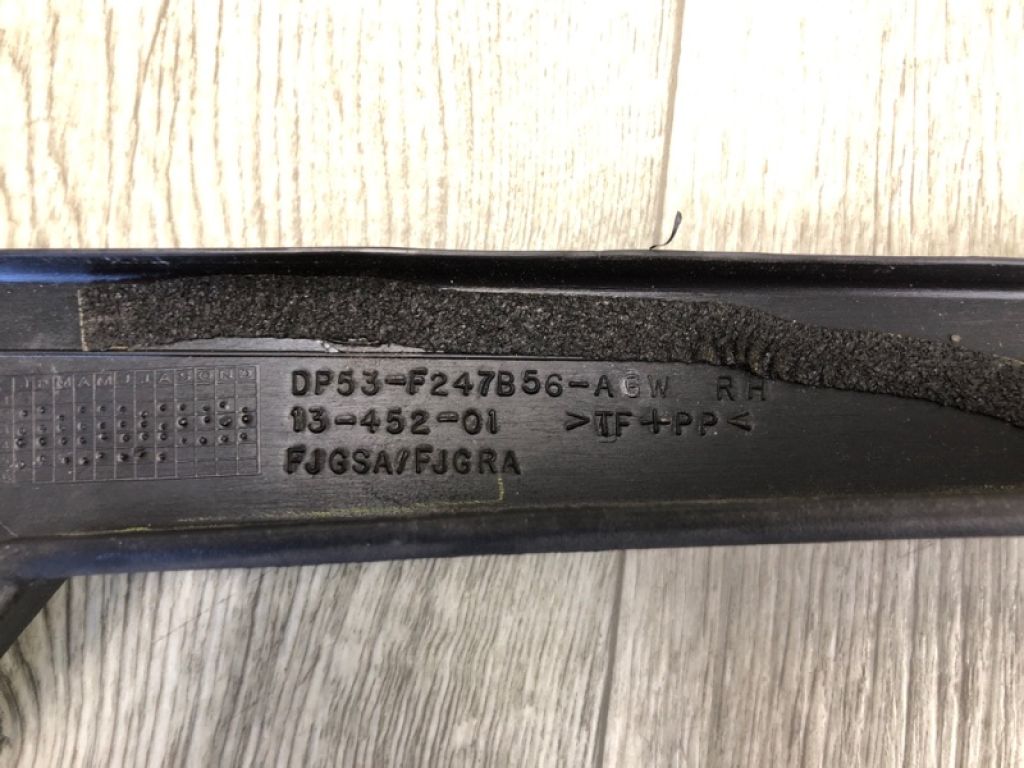 DP53-F247B56-AGW RH
13-452-01 >TF+PP<
FJGSA/FJGRA